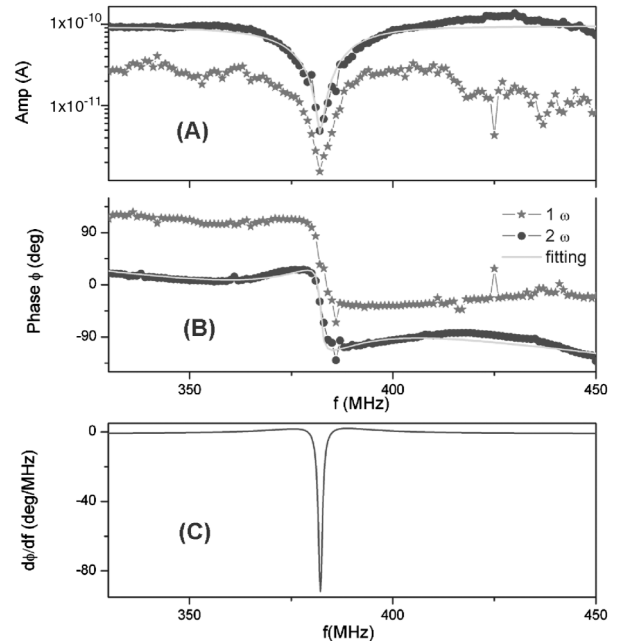 1x10⁻¹⁰
1x10⁻¹¹
Amp (A)
(A)
90
0
-90
Phase ϕ (deg)
1 ω
2 ω
fitting
(B)
350
400
450
f (MHz)
0
-40
-80
dϕ/df (deg/MHz)
(C)
350
400
450
f(MHz)